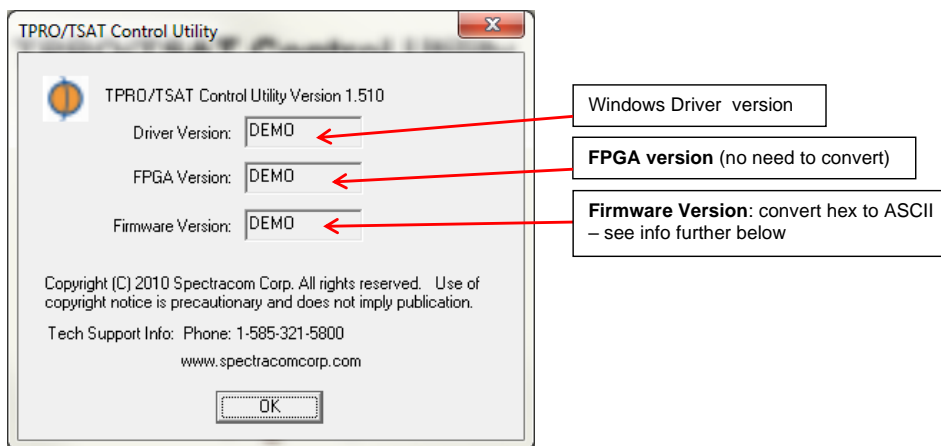 TPRO/TSAT Control Utility
TPRO/TSAT Control Utility Version 1.510
Driver Version: DEMO
Windows Driver version
FPGA Version: DEMO
FPGA version (no need to convert)
Firmware Version: DEMO
Firmware Version: convert hex to ASCII
– see info further below
Copyright (C) 2010 Spectracom Corp. All rights reserved. Use of
copyright notice is precautionary and does not imply publication.
Tech Support Info: Phone: 1-585-321-5800
www.spectracomcorp.com
OK